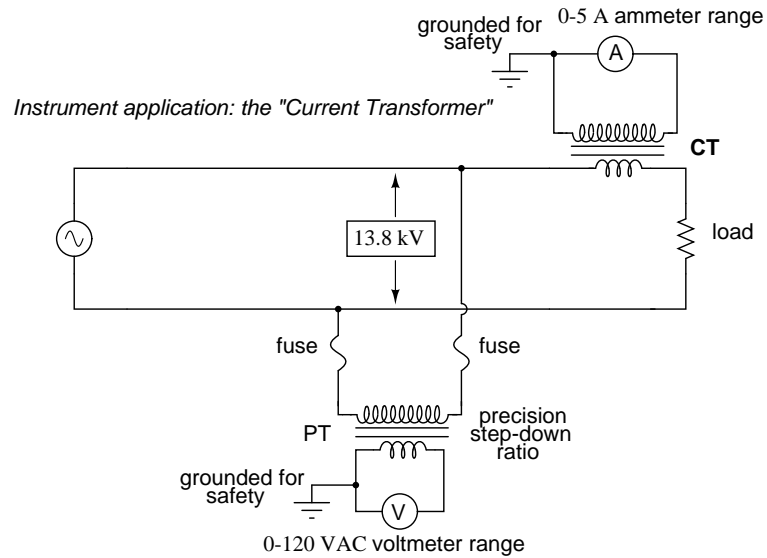 0-5 A ammeter range
grounded for
safety
A
Instrument application: the "Current Transformer"
CT
13.8 kV
load
fuse
fuse
PT
precision
step-down
ratio
grounded for
safety
V
0-120 VAC voltmeter range